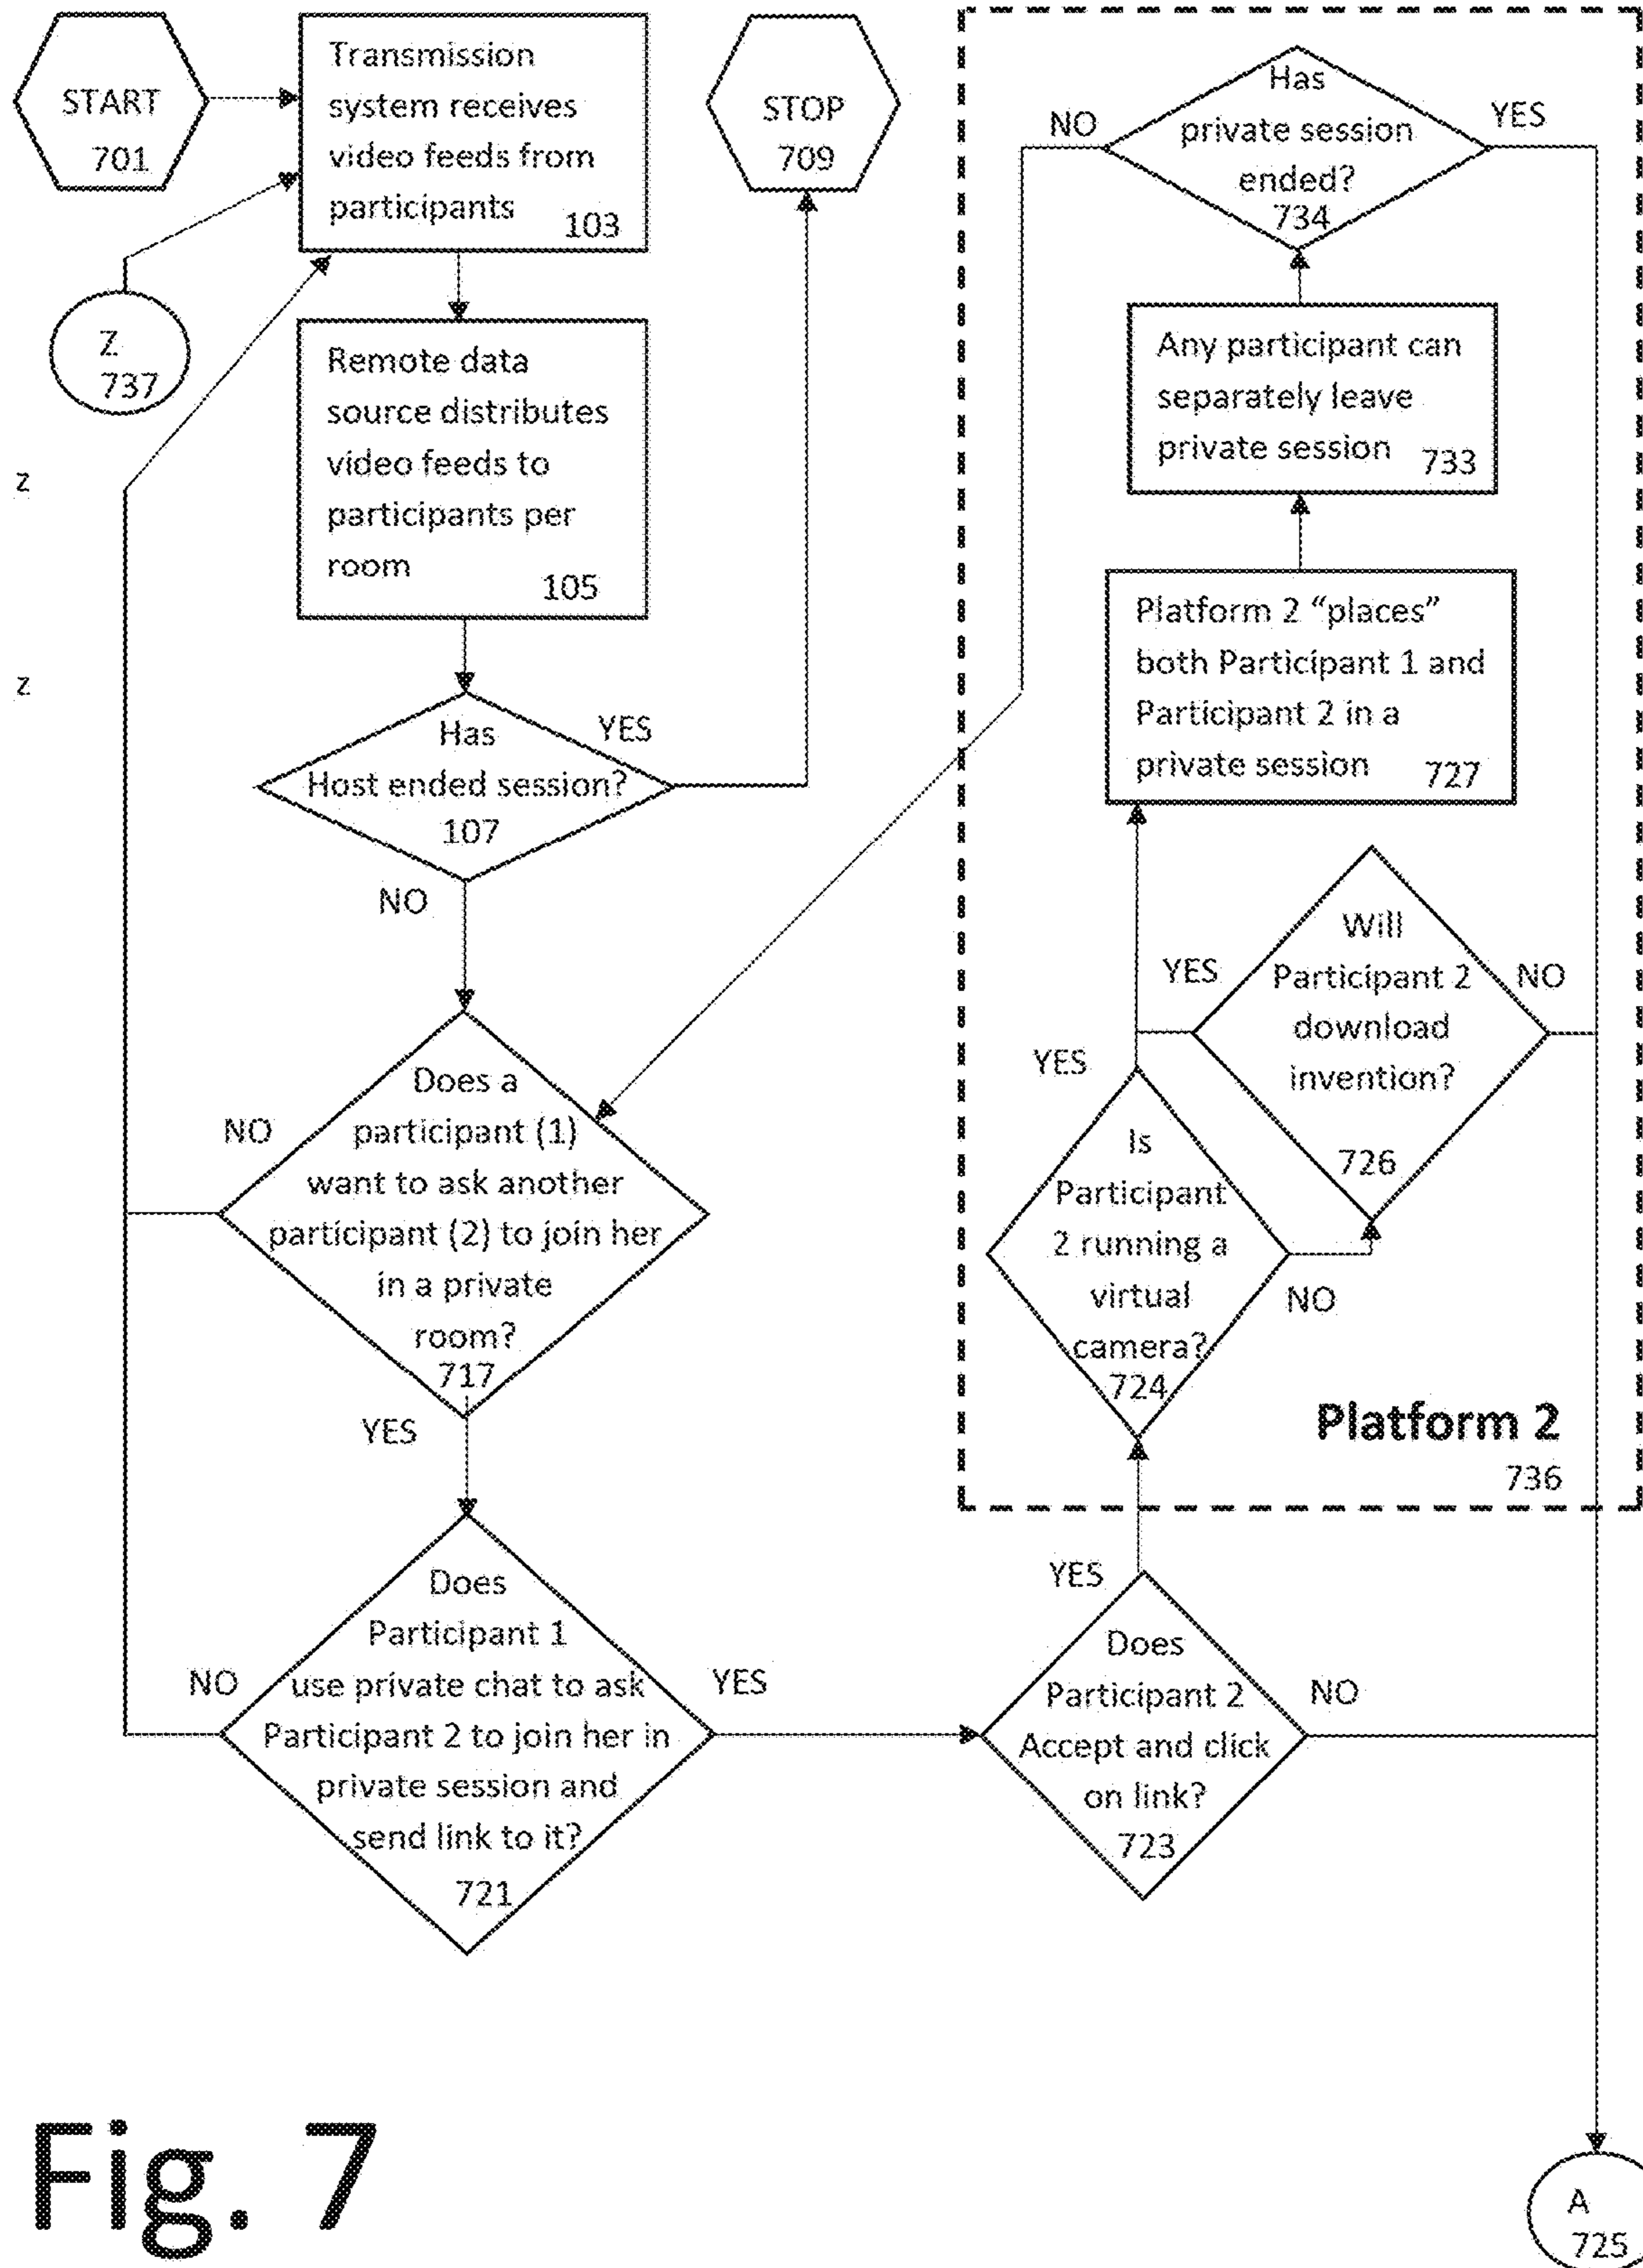 START
701
Transmission
system receives
video feeds from
participants
103
STOP
709
Z
737
Remote data
source distributes
video feeds to
participants per
room
105
z
z
Has
Host ended session?
107
YES
NO
Does a
participant (1)
want to ask another
participant (2) to join her
in a private
room?
717
NO
YES
Does
Participant 1
use private chat to ask
Participant 2 to join her in
private session and
send link to it?
721
NO
YES
Does
Participant 2
Accept and click
on link?
723
YES
NO
Is
Participant
2 running a
virtual
camera?
724
YES
NO
Will
Participant 2
download
invention?
726
YES
NO
Platform 2 “places”
both Participant 1 and
Participant 2 in a
private session
727
Any participant can
separately leave
private session
733
Has
private session
ended?
734
NO
YES
Platform 2
736
A
725
Fig. 7